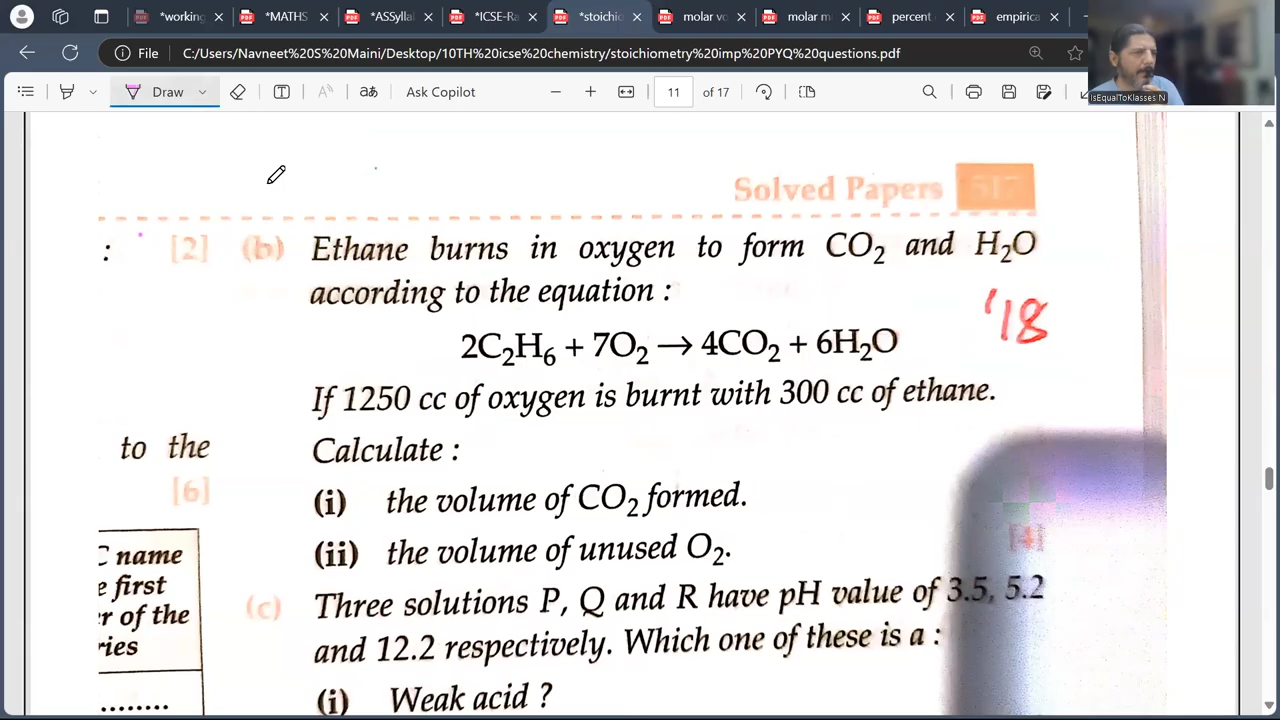 *working
*MATHS
*ASSyllal
*ICSE-Ra
*stoichic
molar vo
molar m
percent
empirica
File
C:/Users/Navneet%20S%20Maini/Desktop/10TH%20icse%20chemistry/stoichiometry%20imp%20PYQ%20questions.pdf
IsEqualToKlasses N
Draw
Ask Copilot
11 of 17
Solved Papers 517
: [2] (b) Ethane burns in oxygen to form CO₂ and H₂O
according to the equation :
'18
2C₂H₆ + 7O₂ → 4CO₂ + 6H₂O
If 1250 cc of oxygen is burnt with 300 cc of ethane.
to the Calculate :
[6] (i) the volume of CO₂ formed.
(ii) the volume of unused O₂. [4]
C name
e first
er of the
ries
(c) Three solutions P, Q and R have pH value of 3.5, 5.2
and 12.2 respectively. Which one of these is a :
(i) Weak acid ?
........